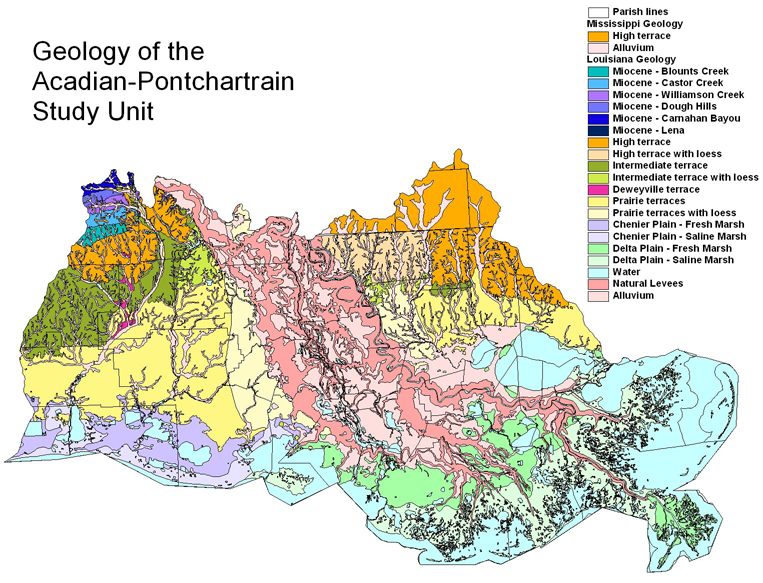 Geology of the
Acadian-Pontchartrain
Study Unit
Parish lines
Mississippi Geology
High terrace
Alluvium
Louisiana Geology
Miocene - Blounts Creek
Miocene - Castor Creek
Miocene - Williamson Creek
Miocene - Dough Hills
Miocene - Carnahan Bayou
Miocene - Lena
High terrace
High terrace with loess
Intermediate terrace
Intermediate terrace with loess
Deweyville terrace
Prairie terraces
Prairie terraces with loess
Chenier Plain - Fresh Marsh
Chenier Plain - Saline Marsh
Delta Plain - Fresh Marsh
Delta Plain - Saline Marsh
Water
Natural Levees
Alluvium